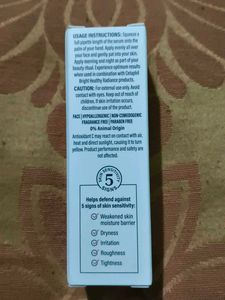 USAGE INSTRUCTIONS: Squeeze a
full pipette length of the serum onto the
palm of your hand. Apply evenly all over
your face and gently pat into your skin.
Apply morning and night as part of your
beauty ritual. Experience optimum results
when used in combination with Cetaphil
Bright Healthy Radiance products.
CAUTION: For external use only. Avoid
contact with eyes. Keep out of reach of
children. If skin irritation occurs,
discontinue use of the product.
FACE | HYPOALLERGENIC | NON-COMEDOGENIC
FRAGRANCE FREE | PARABEN FREE
0% Animal Origin
Antioxidant C may react on contact with air,
heat and direct sunlight, causing it to turn
yellow. Product performance and safety are
not affected.
SKIN SENSITIVITY
5
SIGNS
Helps defend against
5 signs of skin sensitivity:
Weakened skin
moisture barrier
Dryness
Irritation
Roughness
Tightness